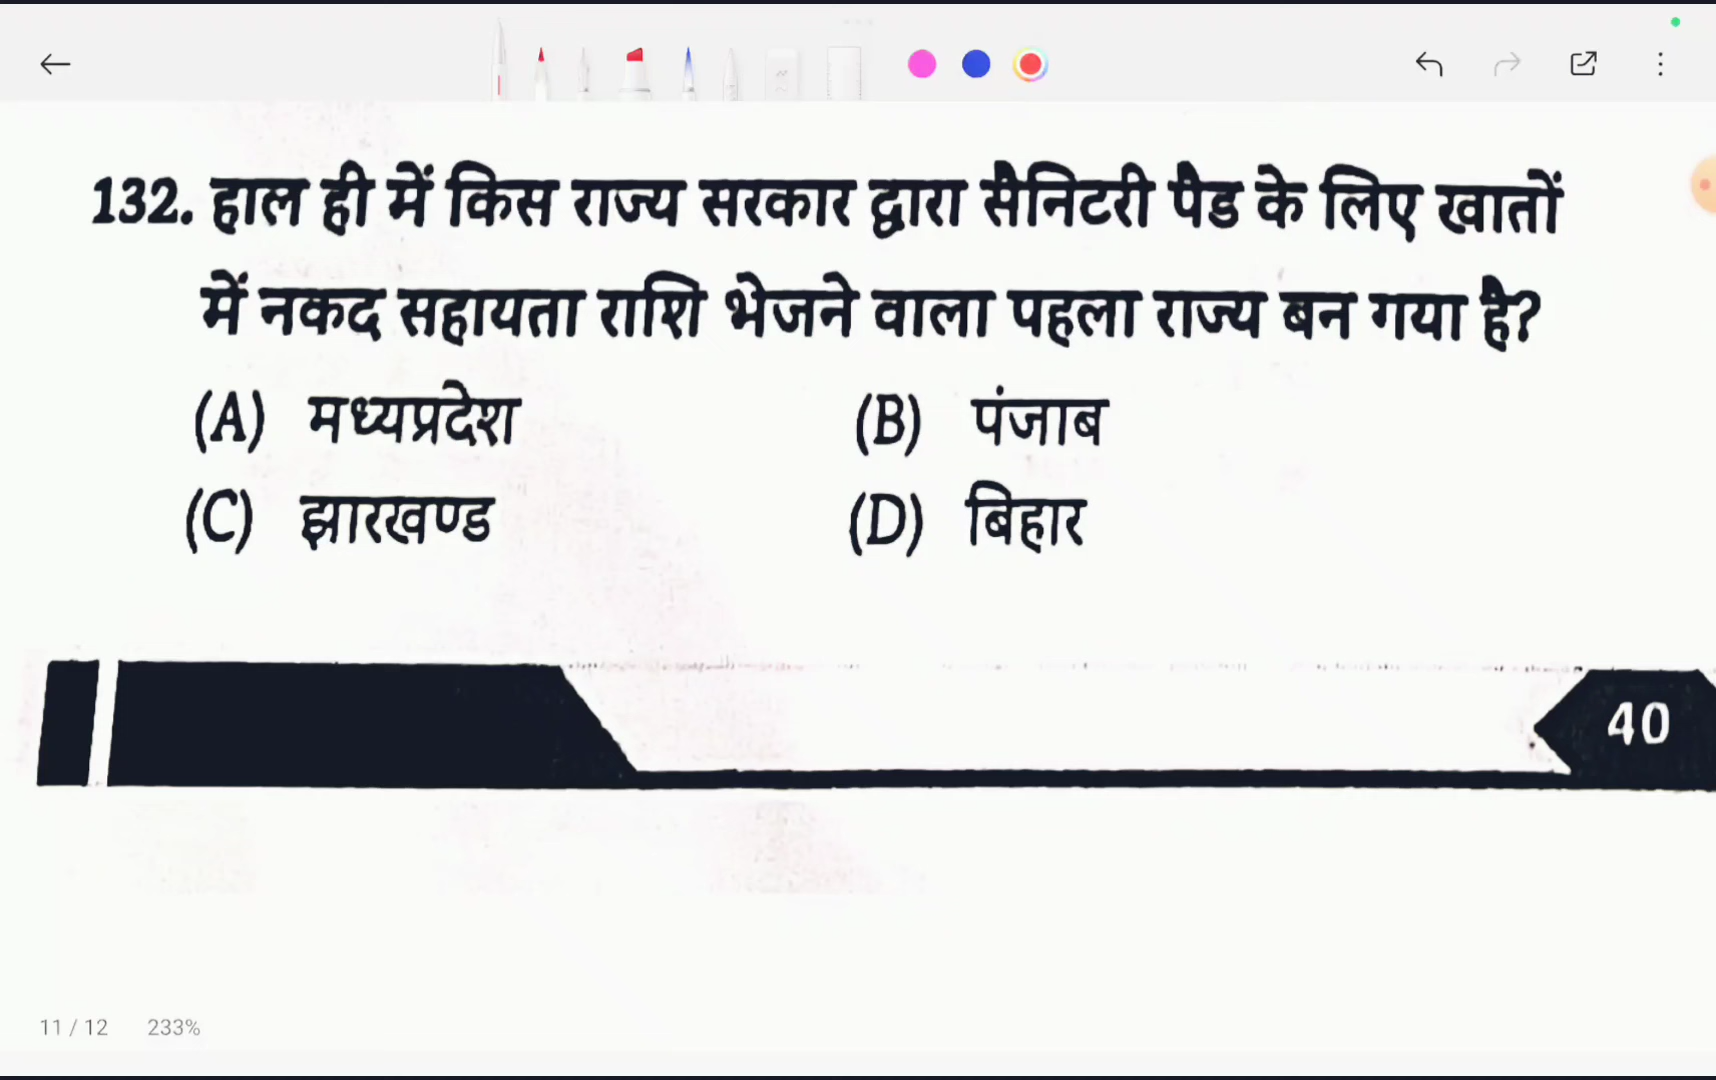 132. हाल ही में किस राज्य सरकार द्वारा सैनिटरी पैड के लिए खातों
में नकद सहायता राशि भेजने वाला पहला राज्य बन गया है?
(A) मध्यप्रदेश (B) पंजाब
(C) झारखण्ड (D) बिहार
40
11 / 12 233%